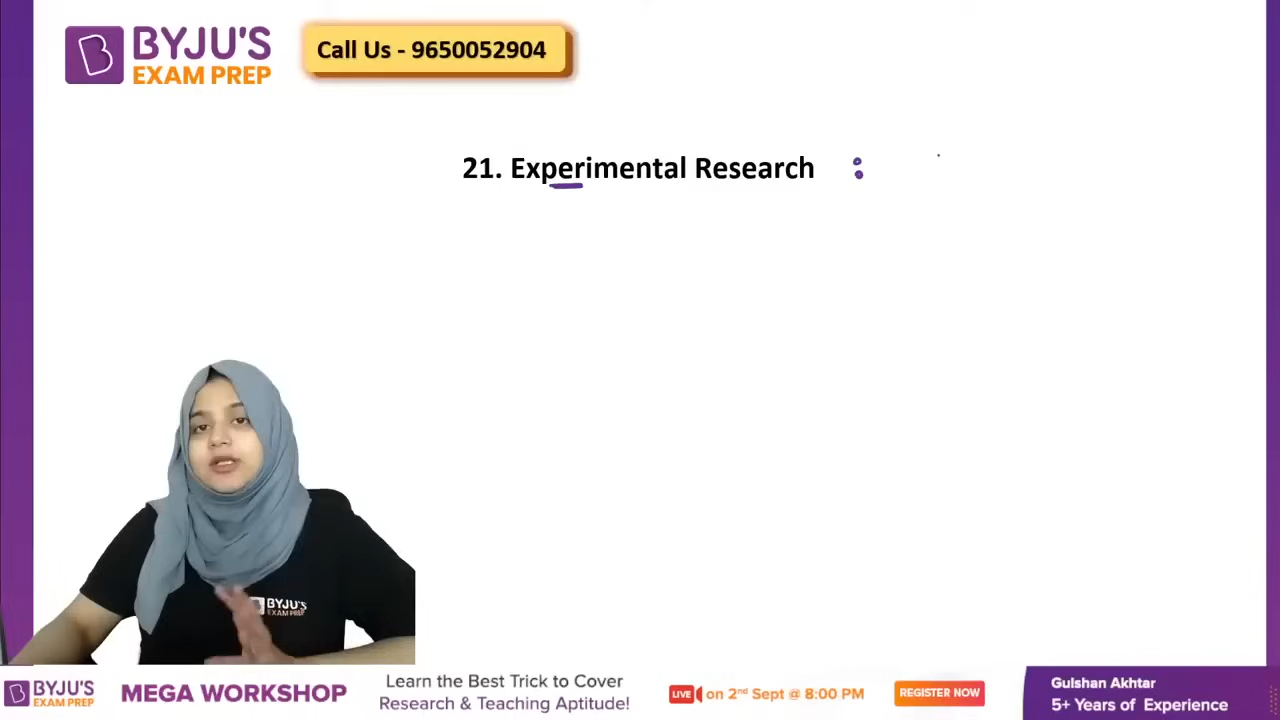 BYJU'S
EXAM PREP
Call Us - 9650052904
21. Experimental Research :
BYJU'S
EXAM PREP
BYJU'S
EXAM PREP
MEGA WORKSHOP
Learn the Best Trick to Cover
Research & Teaching Aptitude!
LIVE on 2nd Sept @ 8:00 PM
REGISTER NOW
Gulshan Akhtar
5+ Years of Experience